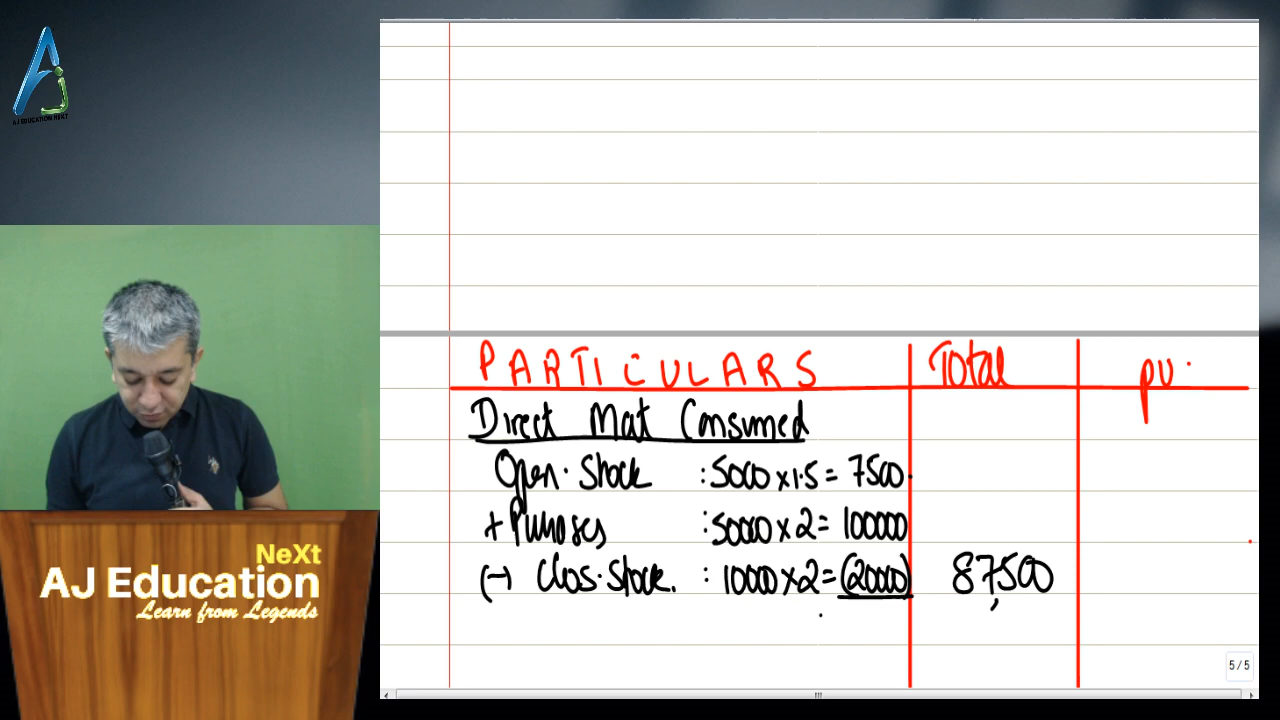 AJ EDUCATION NEXT
PARTICULARS Total pu.
Direct Mat Consumed
Open. Stock : 5000 x 1.5 = 7500
+ Purhoses : 50000 x 2 = 100000
(-) Clos. Stock. : 10000 x 2 = (20000) 87,500
NeXt
AJ Education
Learn from Legends
5/5